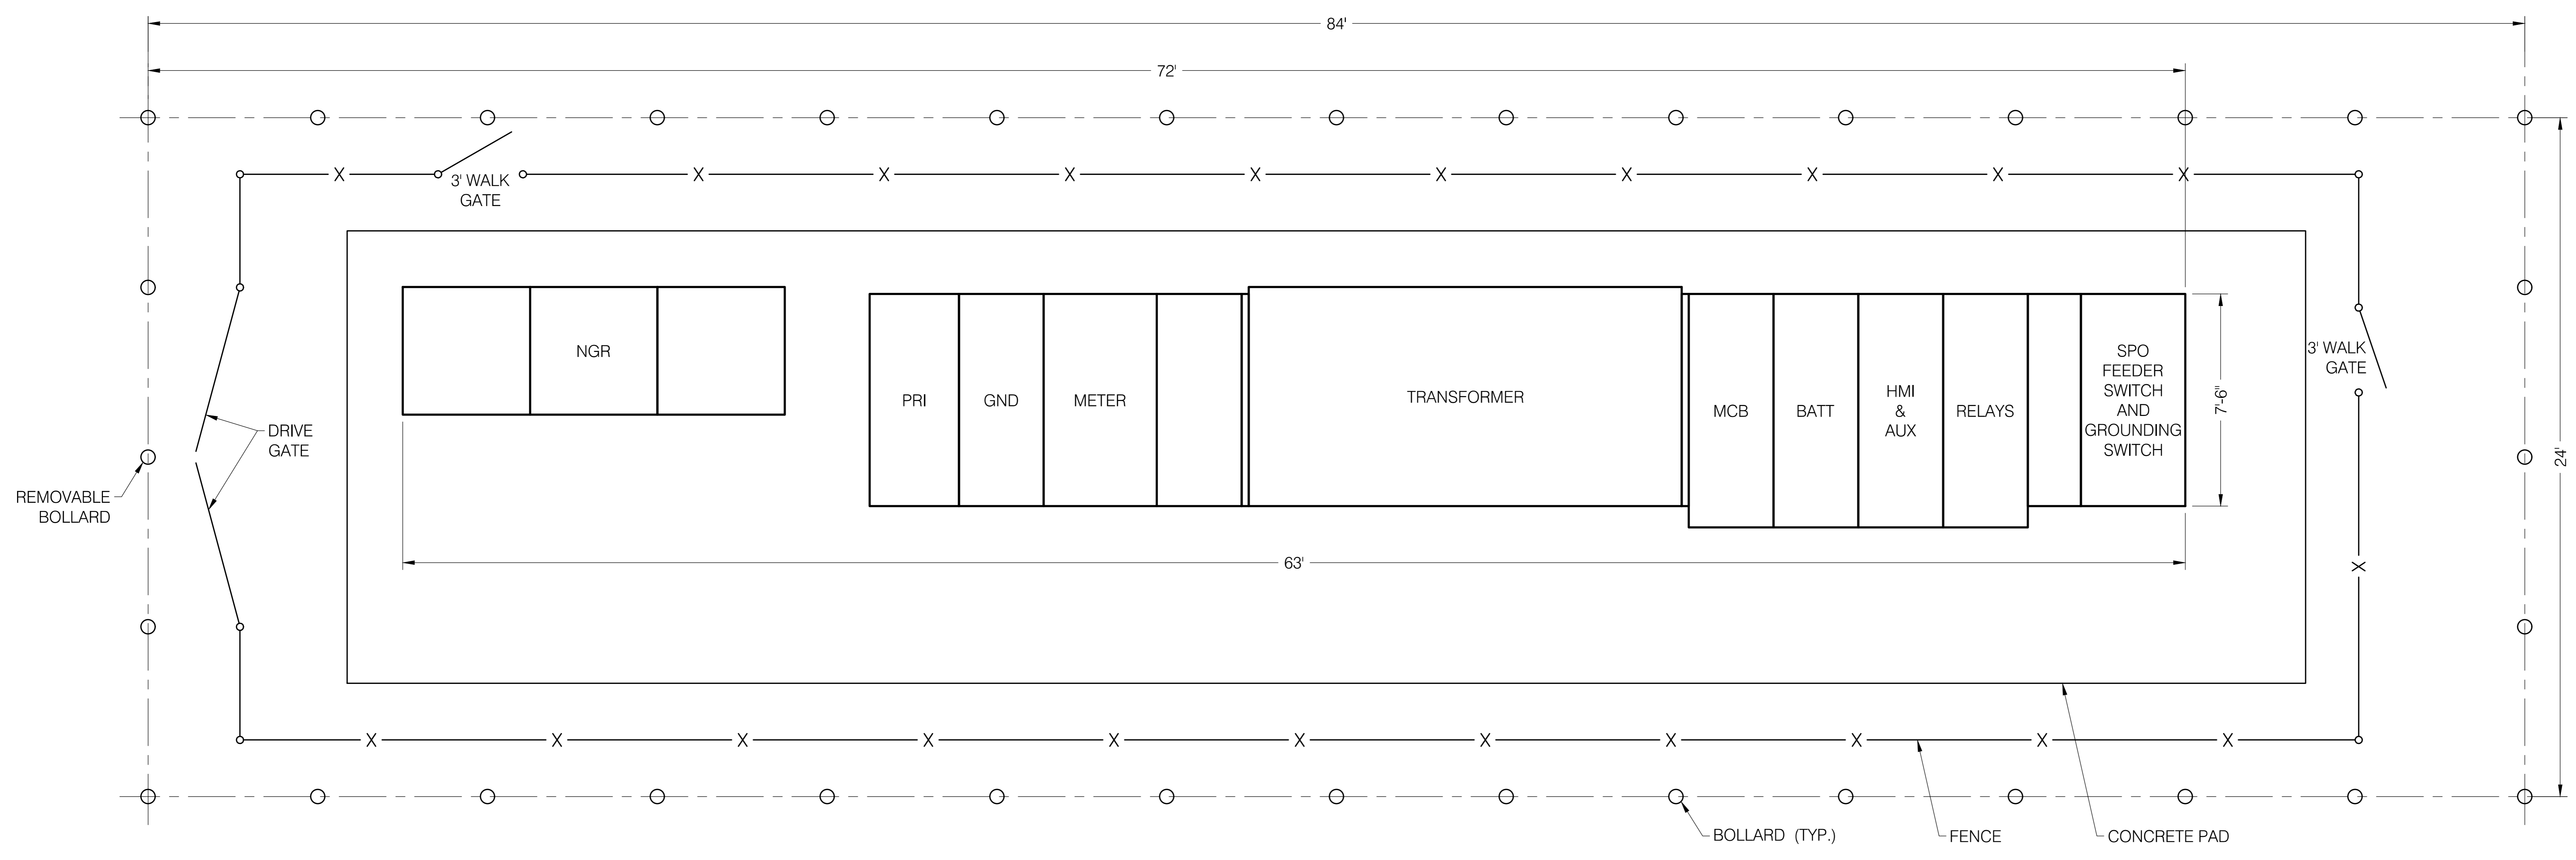 84'
72'
X
3' WALK
GATE
X
X
X
X
X
X
X
X
X
NGR
PRI
GND
METER
TRANSFORMER
MCB
BATT
HMI
&
AUX
RELAYS
SPO
FEEDER
SWITCH
AND
GROUNDING
SWITCH
7'-6"
3' WALK
GATE
24'
DRIVE
GATE
REMOVABLE
BOLLARD
63'
X
X
X
X
X
X
X
X
X
X
X
X
BOLLARD (TYP.)
FENCE
CONCRETE PAD